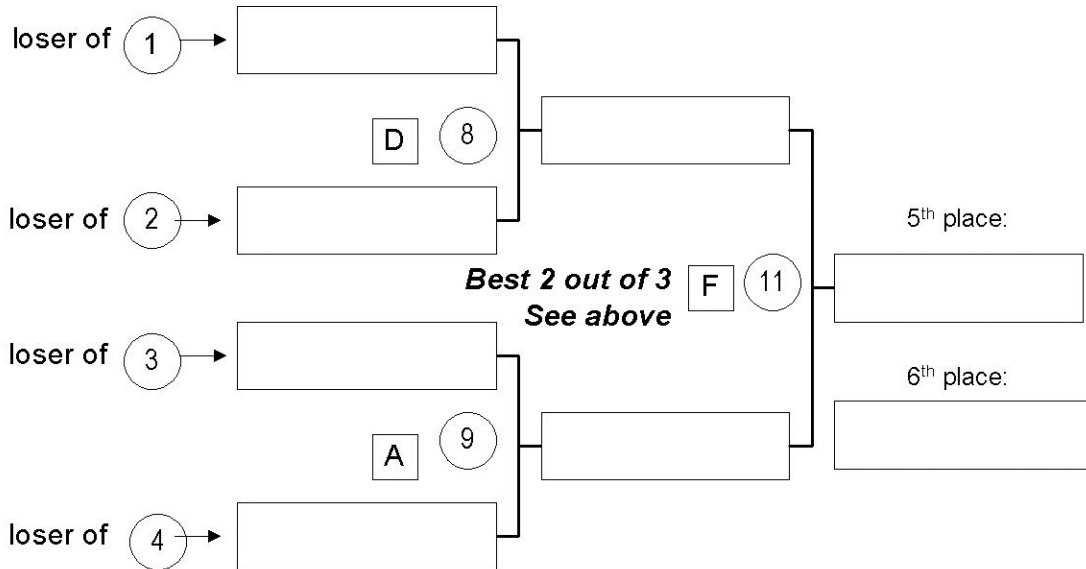 loser of 1
D 8
loser of 2
5th place:
Best 2 out of 3 F 11
See above
loser of 3
6th place:
A 9
loser of 4